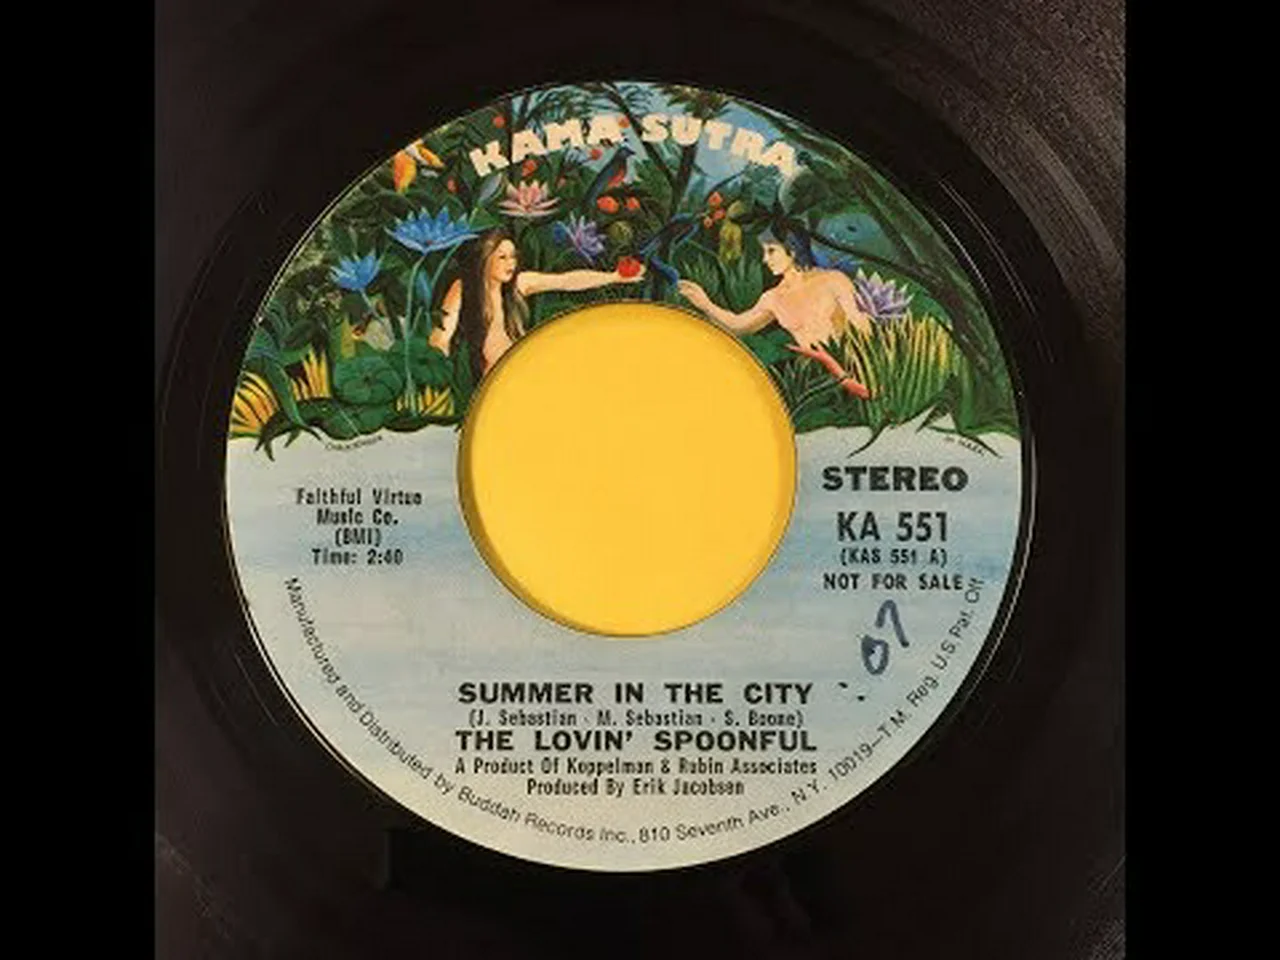 KAMA SUTRA
Faithful Virtue
Music Co.
(BMI)
Time: 2:40
STEREO
KA 551
(KAS 551 A)
NOT FOR SALE
07
SUMMER IN THE CITY
(J. Sebastian - M. Sebastian - S. Boone)
THE LOVIN' SPOONFUL
A Product Of Koppelman & Rubin Associates
Produced By Erik Jacobsen
Manufactured and Distributed by Buddah Records Inc., 810 Seventh Ave., N.Y. 10019—T.M. Reg. U.S. Pat. Off.